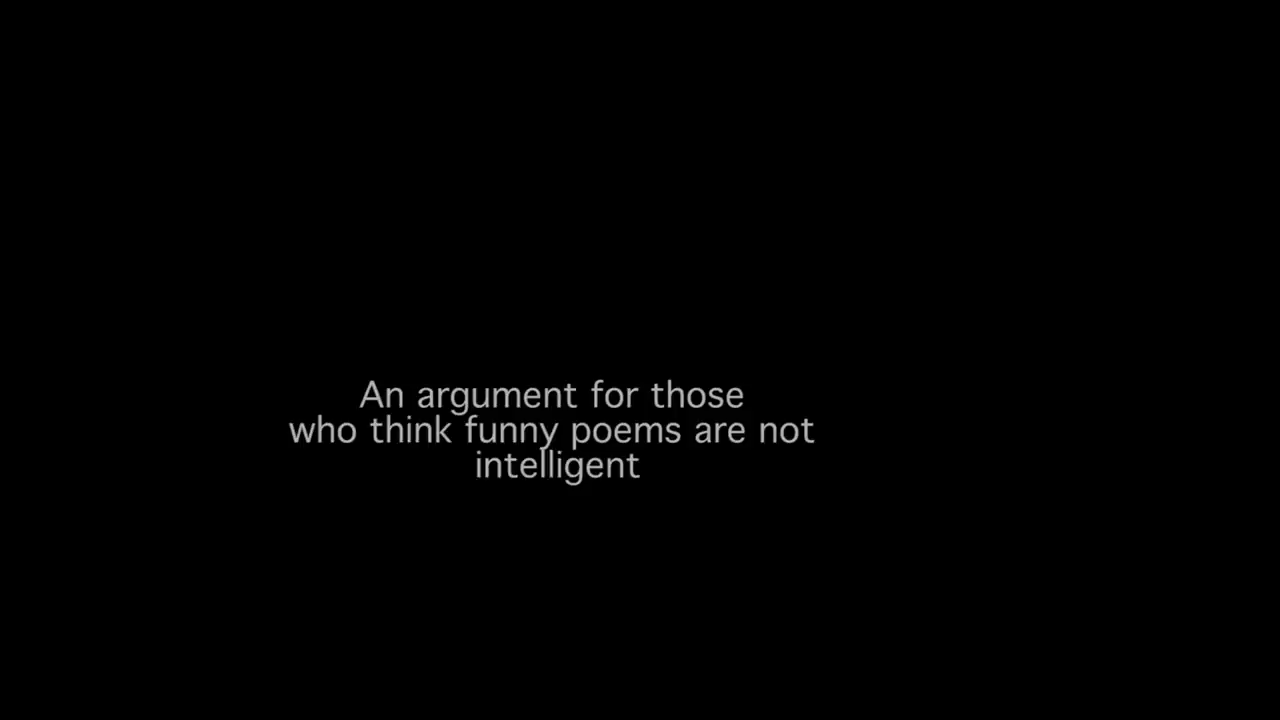 An argument for those
who think funny poems are not
intelligent